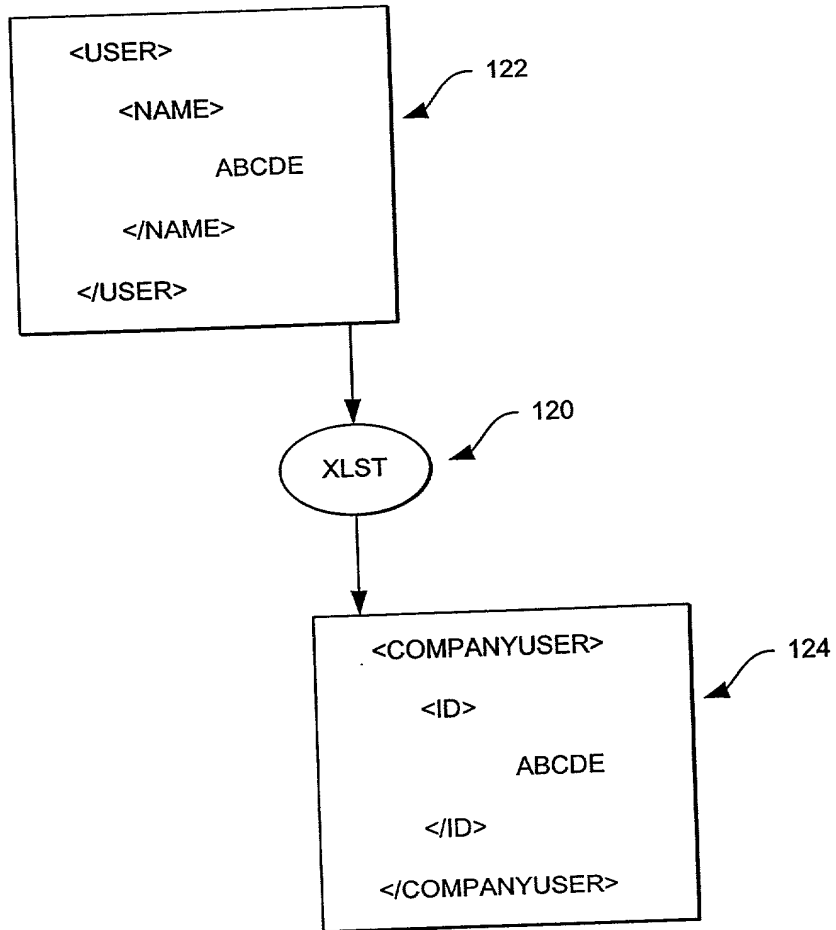 <USER>
122
<NAME>
ABCDE
</NAME>
</USER>
120
XLST
<COMPANYUSER>
124
<ID>
ABCDE
</ID>
</COMPANYUSER>